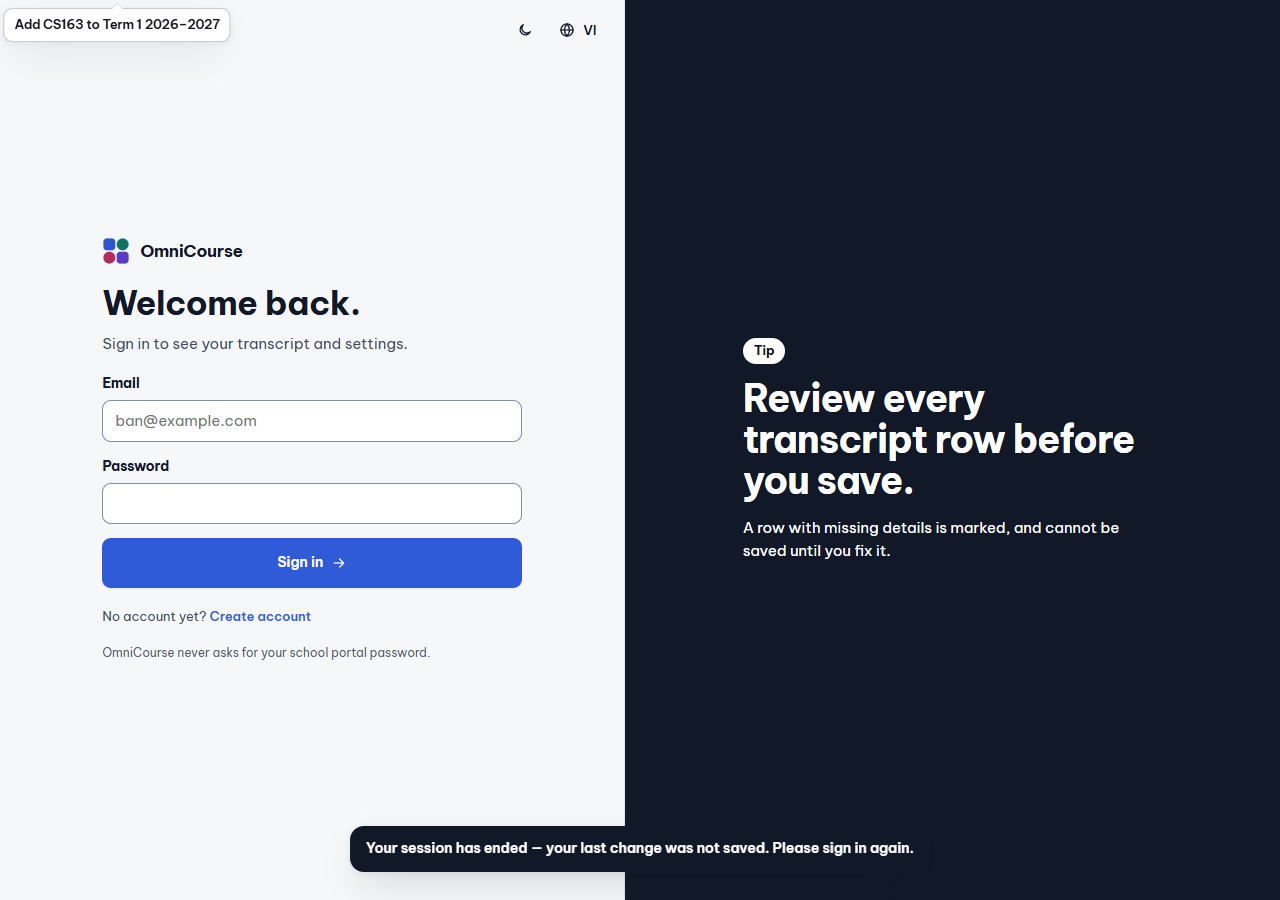 Add CS163 to Term 1 2026–2027
VI
OmniCourse
Welcome back.
Sign in to see your transcript and settings.
Email
ban@example.com
Password
Sign in →
No account yet? Create account
OmniCourse never asks for your school portal password.
Tip
Review every
transcript row before
you save.
A row with missing details is marked, and cannot be
saved until you fix it.
Your session has ended — your last change was not saved. Please sign in again.